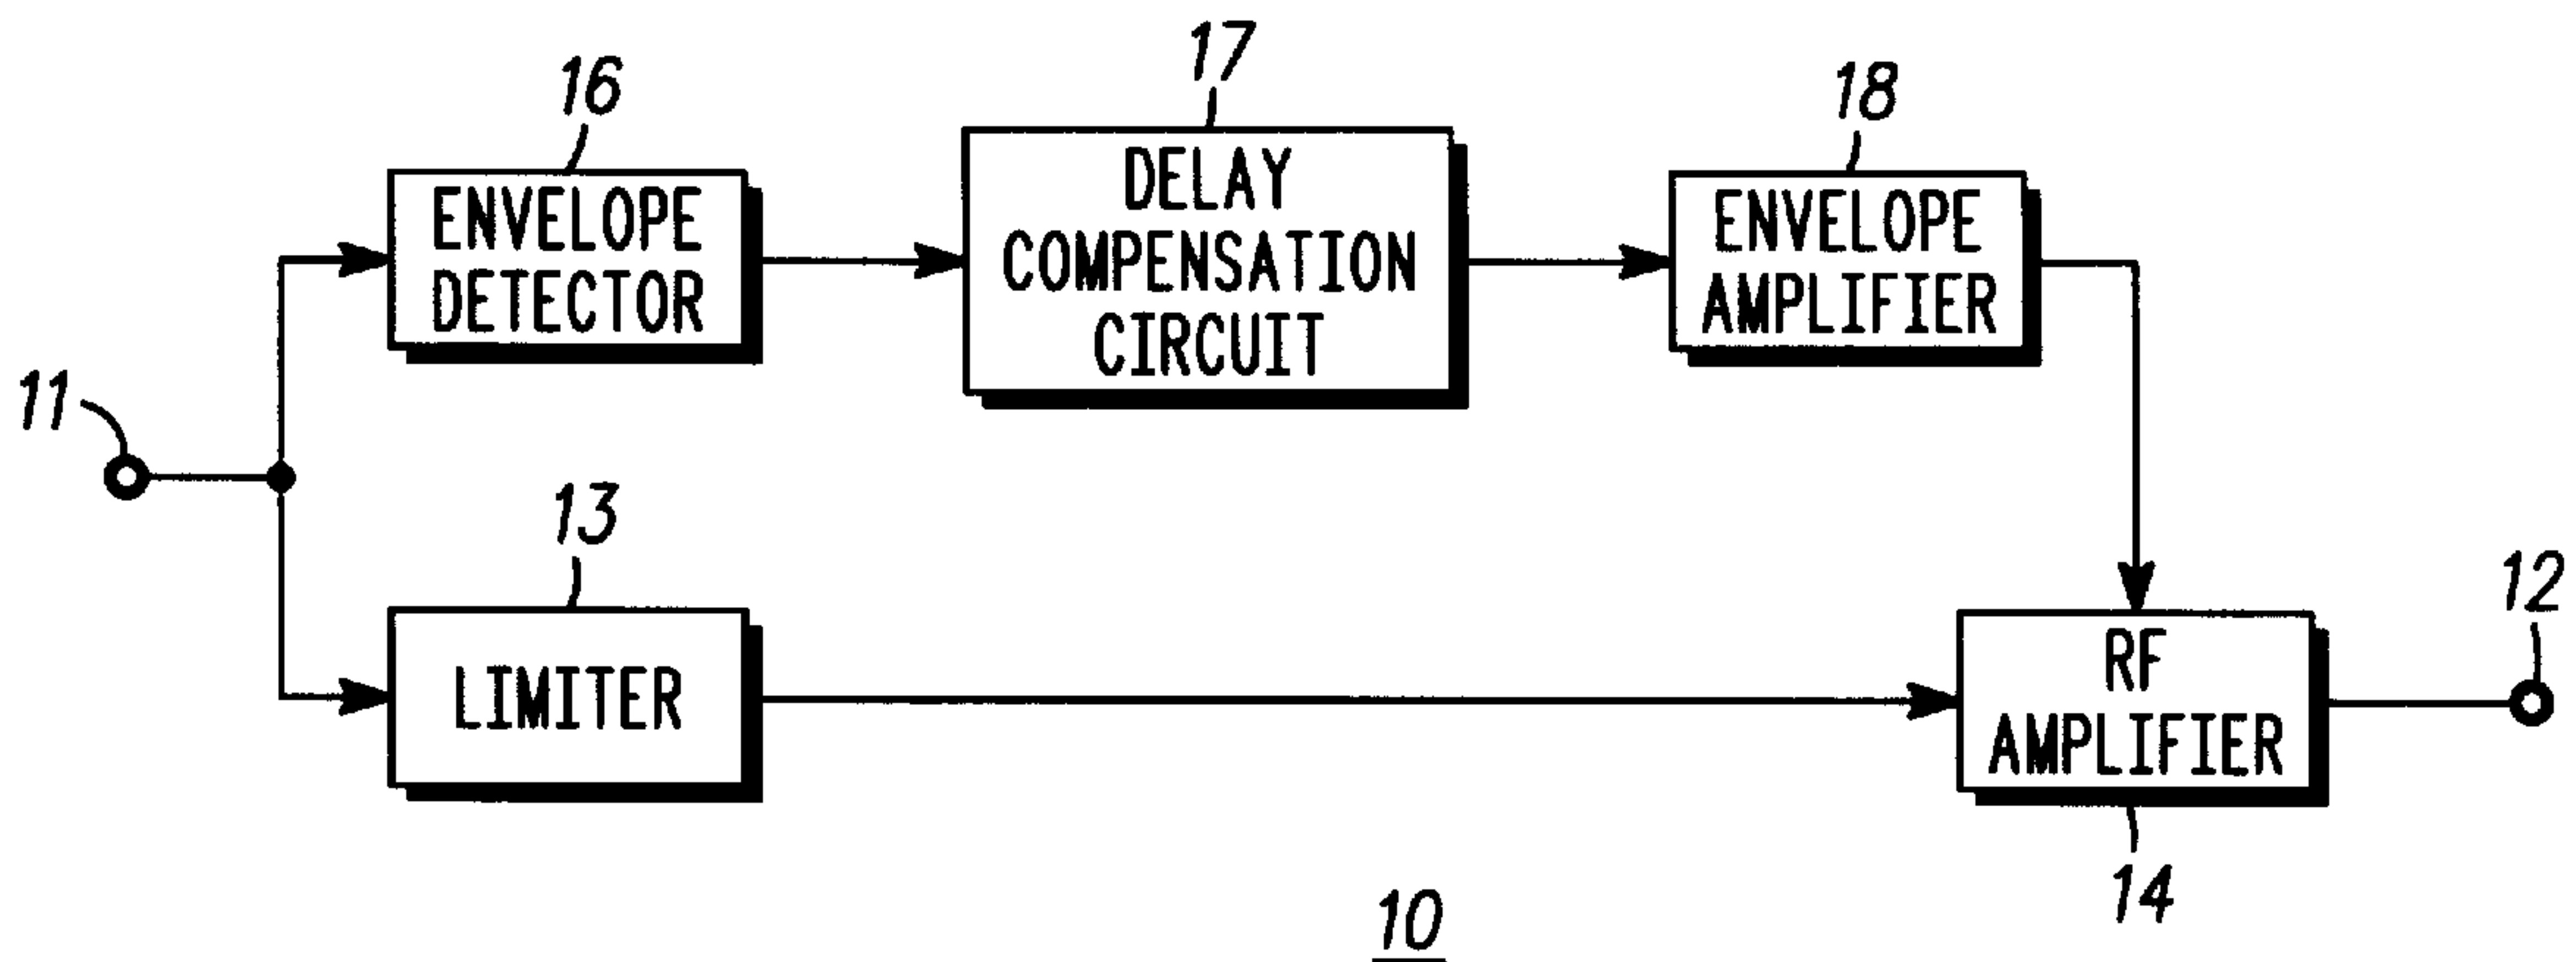 17
16
18
DELAY
COMPENSATION
CIRCUIT
ENVELOPE
DETECTOR
ENVELOPE
AMPLIFIER
11
13
12
LIMITER
RF
AMPLIFIER
14
10